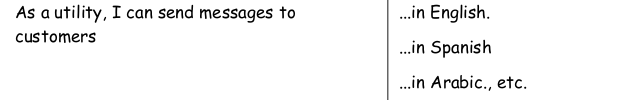 As a utility, I can send messages to
customers
...in English.
...in Spanish
...in Arabic., etc.